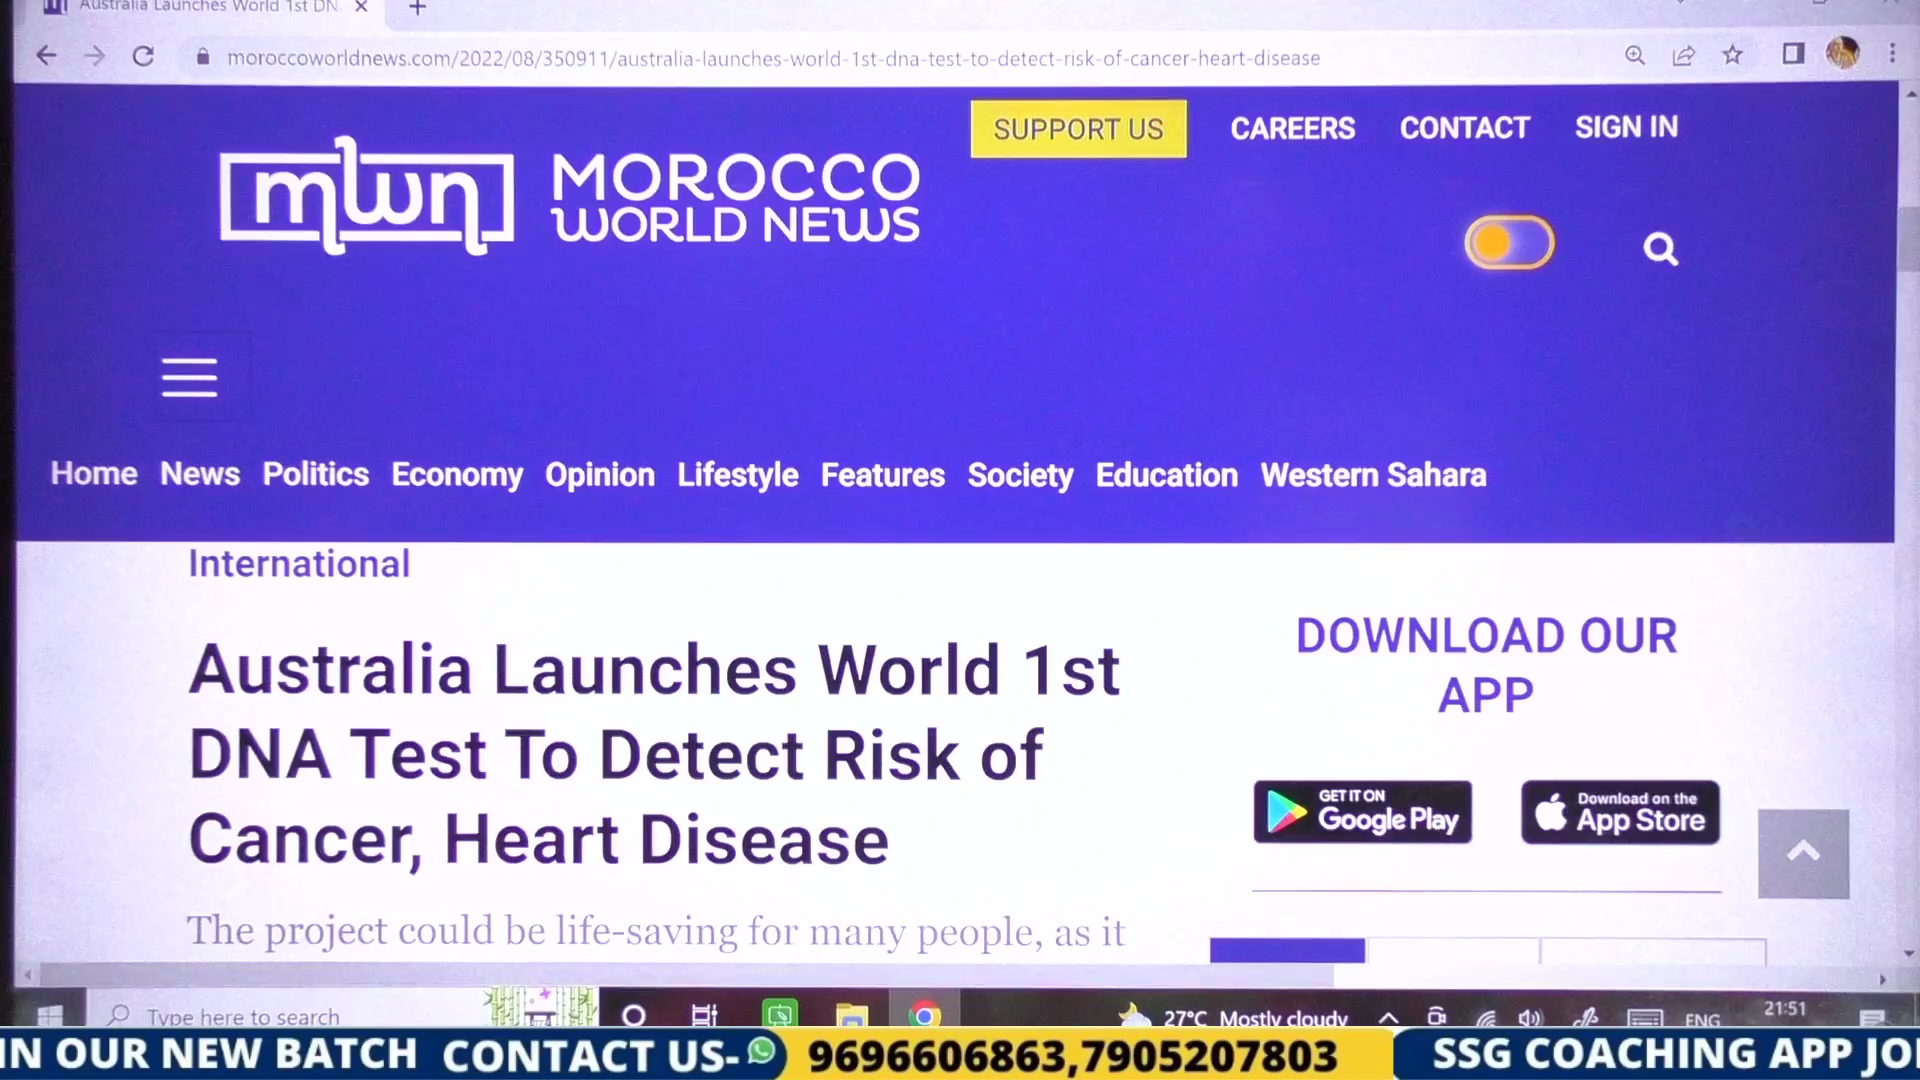 Australia Launches World 1st DN
moroccoworldnews.com/2022/08/350911/australia-launches-world-1st-dna-test-to-detect-risk-of-cancer-heart-disease
SUPPORT US CAREERS CONTACT SIGN IN
mwn MOROCCO
WORLD NEWS
Home News Politics Economy Opinion Lifestyle Features Society Education Western Sahara
International
Australia Launches World 1st
DNA Test To Detect Risk of
Cancer, Heart Disease
The project could be life-saving for many people, as it
DOWNLOAD OUR
APP
GET IT ON
Google Play
Download on the
App Store
Type here to search
27°C Mostly cloudy
ENG
21:51
IN OUR NEW BATCH CONTACT US- 9696606863,7905207803 SSG COACHING APP JO